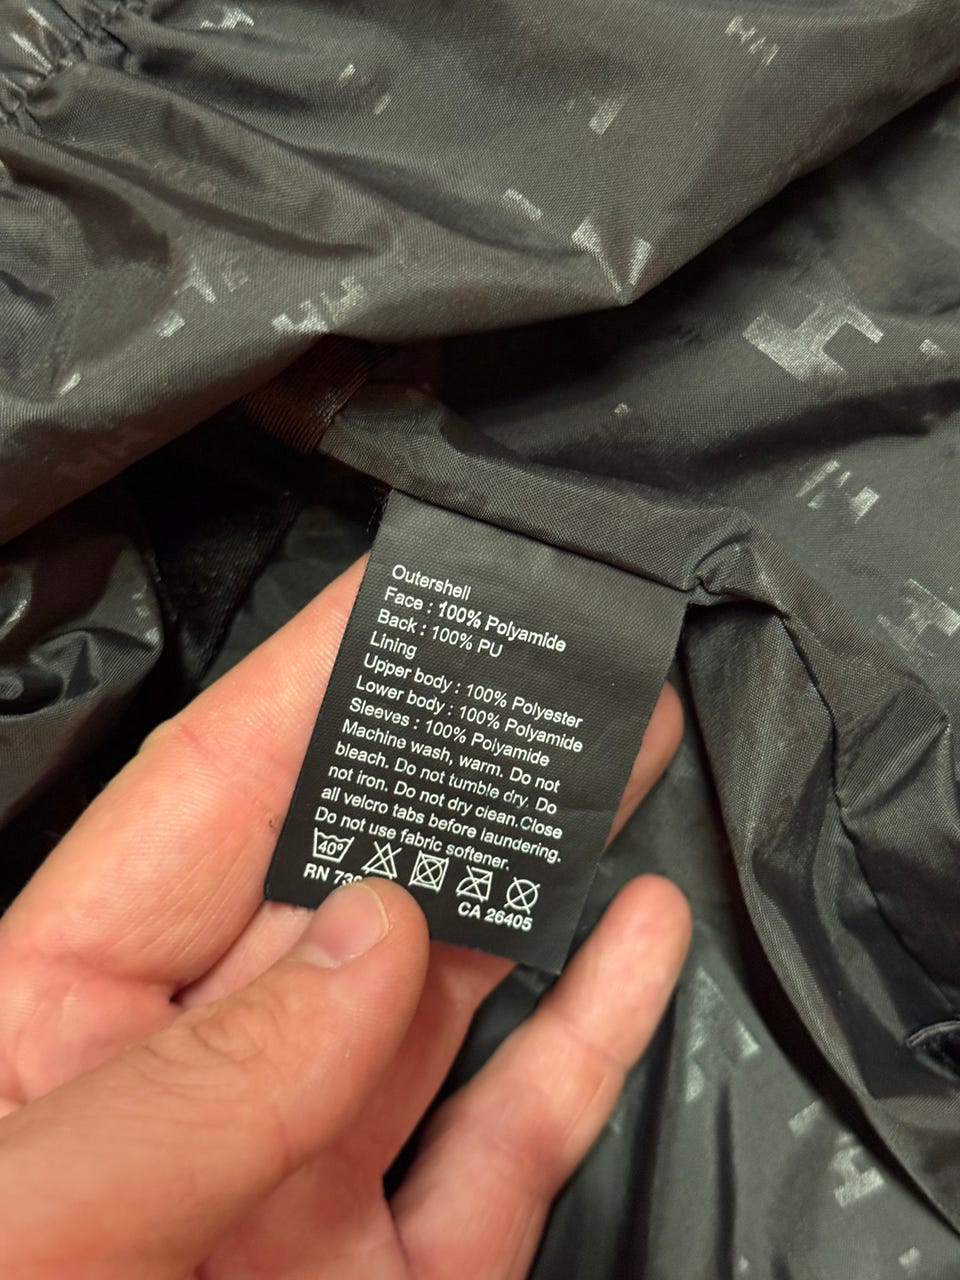 Outershell
Face : 100% Polyamide
Back : 100% PU
Lining
Upper body : 100% Polyester
Lower body : 100% Polyamide
Sleeves : 100% Polyamide
Machine wash, warm. Do not
bleach. Do not tumble dry. Do
not iron. Do not dry clean.Close
all velcro tabs before laundering.
Do not use fabric softener.
40°
RN CA 26405